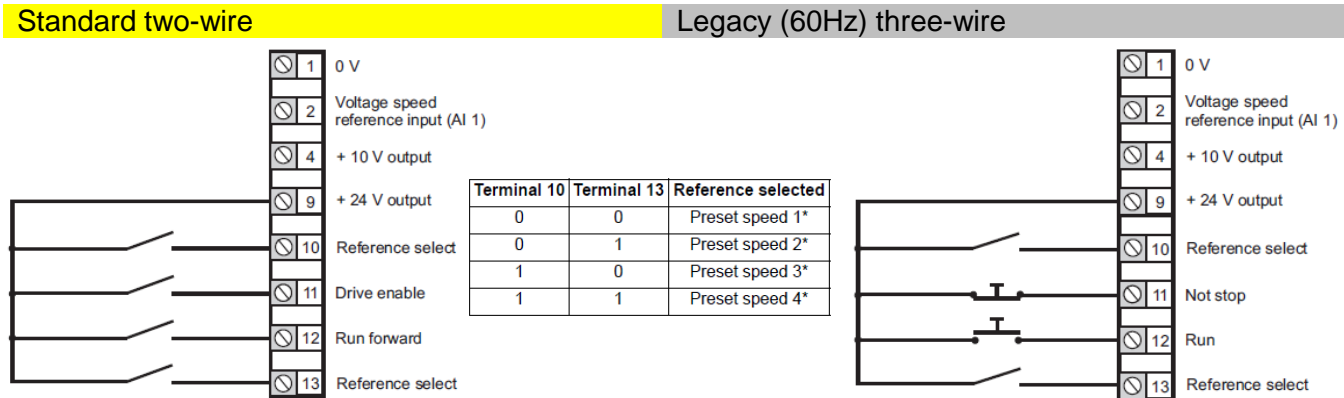 Standard two-wire
Legacy (60Hz) three-wire
1 0 V
2 Voltage speed
reference input (AI 1)
4 + 10 V output
9 + 24 V output
10 Reference select
11 Drive enable
12 Run forward
13 Reference select
Terminal 10 Terminal 13 Reference selected
0 0 Preset speed 1*
0 1 Preset speed 2*
1 0 Preset speed 3*
1 1 Preset speed 4*
1 0 V
2 Voltage speed
reference input (AI 1)
4 + 10 V output
9 + 24 V output
10 Reference select
11 Not stop
12 Run
13 Reference select